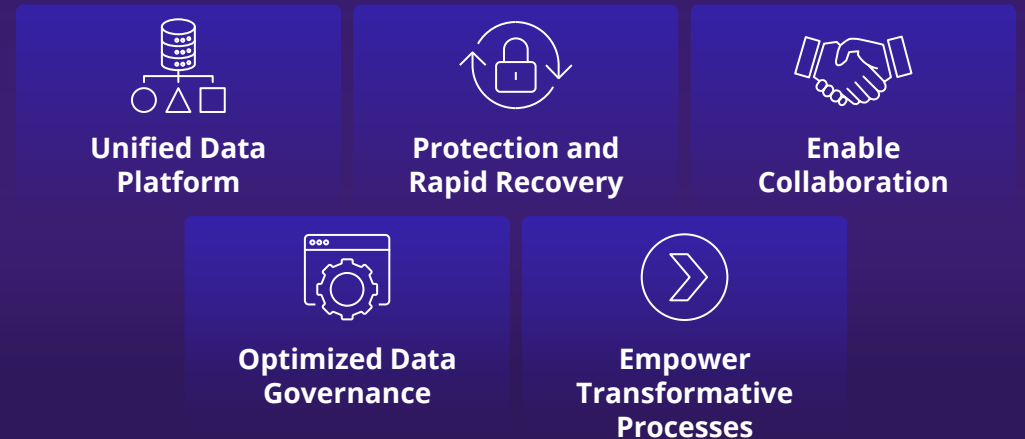 Unified Data
Platform
Protection and
Rapid Recovery
Enable
Collaboration
Optimized Data
Governance
Empower
Transformative
Processes